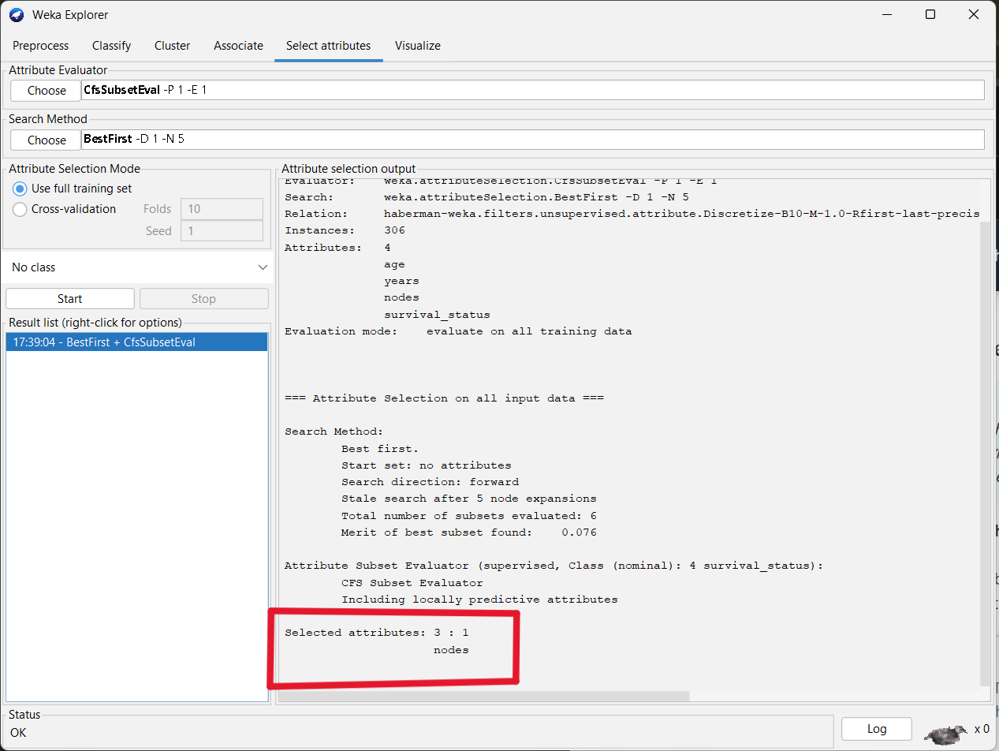 Weka Explorer
Preprocess Classify Cluster Associate Select attributes Visualize
Attribute Evaluator
Choose CfsSubsetEval -P 1 -E 1
Search Method
Choose BestFirst -D 1 -N 5
Attribute Selection Mode
Use full training set
Cross-validation Folds 10
Seed 1
No class
Start Stop
Result list (right-click for options)
17:39:04 - BestFirst + CfsSubsetEval
Attribute selection output
Evaluator: weka.attributeSelection.CfsSubsetEval -P 1 -E 1
Search: weka.attributeSelection.BestFirst -D 1 -N 5
Relation: haberman-weka.filters.unsupervised.attribute.Discretize-B10-M-1.0-Rfirst-last-precis
Instances: 306
Attributes: 4
age
years
nodes
survival_status
Evaluation mode: evaluate on all training data
=== Attribute Selection on all input data ===
Search Method:
Best first.
Start set: no attributes
Search direction: forward
Stale search after 5 node expansions
Total number of subsets evaluated: 6
Merit of best subset found: 0.076
Attribute Subset Evaluator (supervised, Class (nominal): 4 survival_status):
CFS Subset Evaluator
Including locally predictive attributes
Selected attributes: 3 : 1
nodes
Status
OK
Log x 0